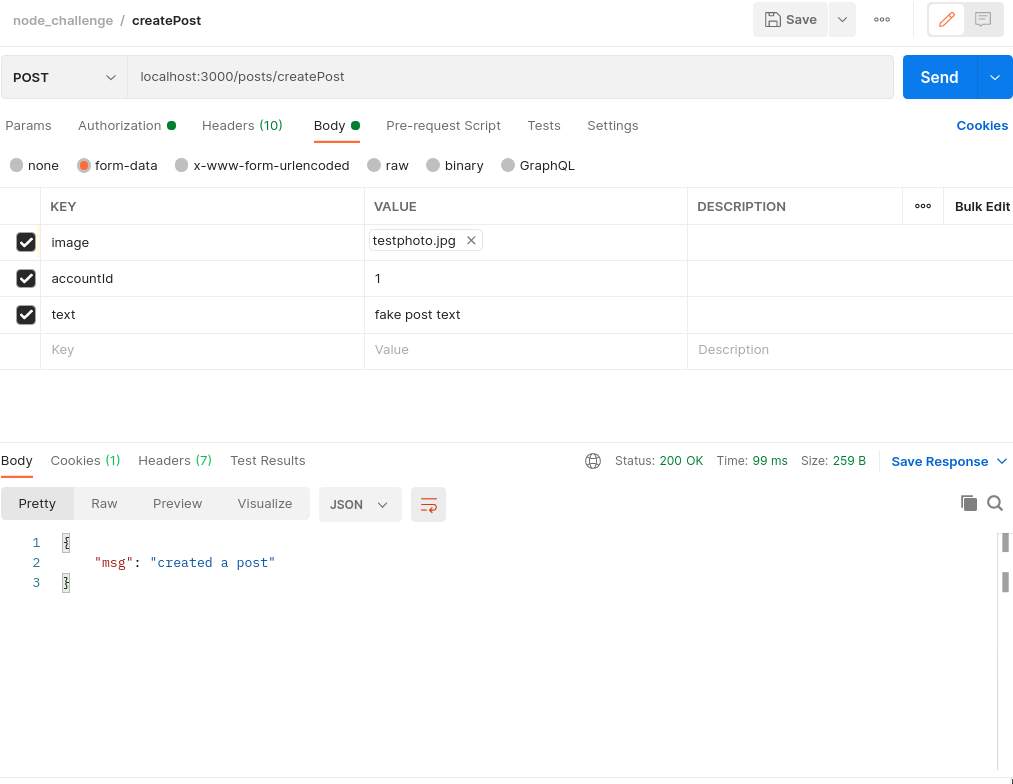 node_challenge / createPost Save
POST localhost:3000/posts/createPost Send
Params Authorization Headers (10) Body Pre-request Script Tests Settings Cookies
none form-data x-www-form-urlencoded raw binary GraphQL
KEY VALUE DESCRIPTION Bulk Edit
image testphoto.jpg
accountId 1
text fake post text
Key Value Description
Body Cookies (1) Headers (7) Test Results Status: 200 OK Time: 99 ms Size: 259 B Save Response
Pretty Raw Preview Visualize JSON
1 {
2 "msg": "created a post"
3 }